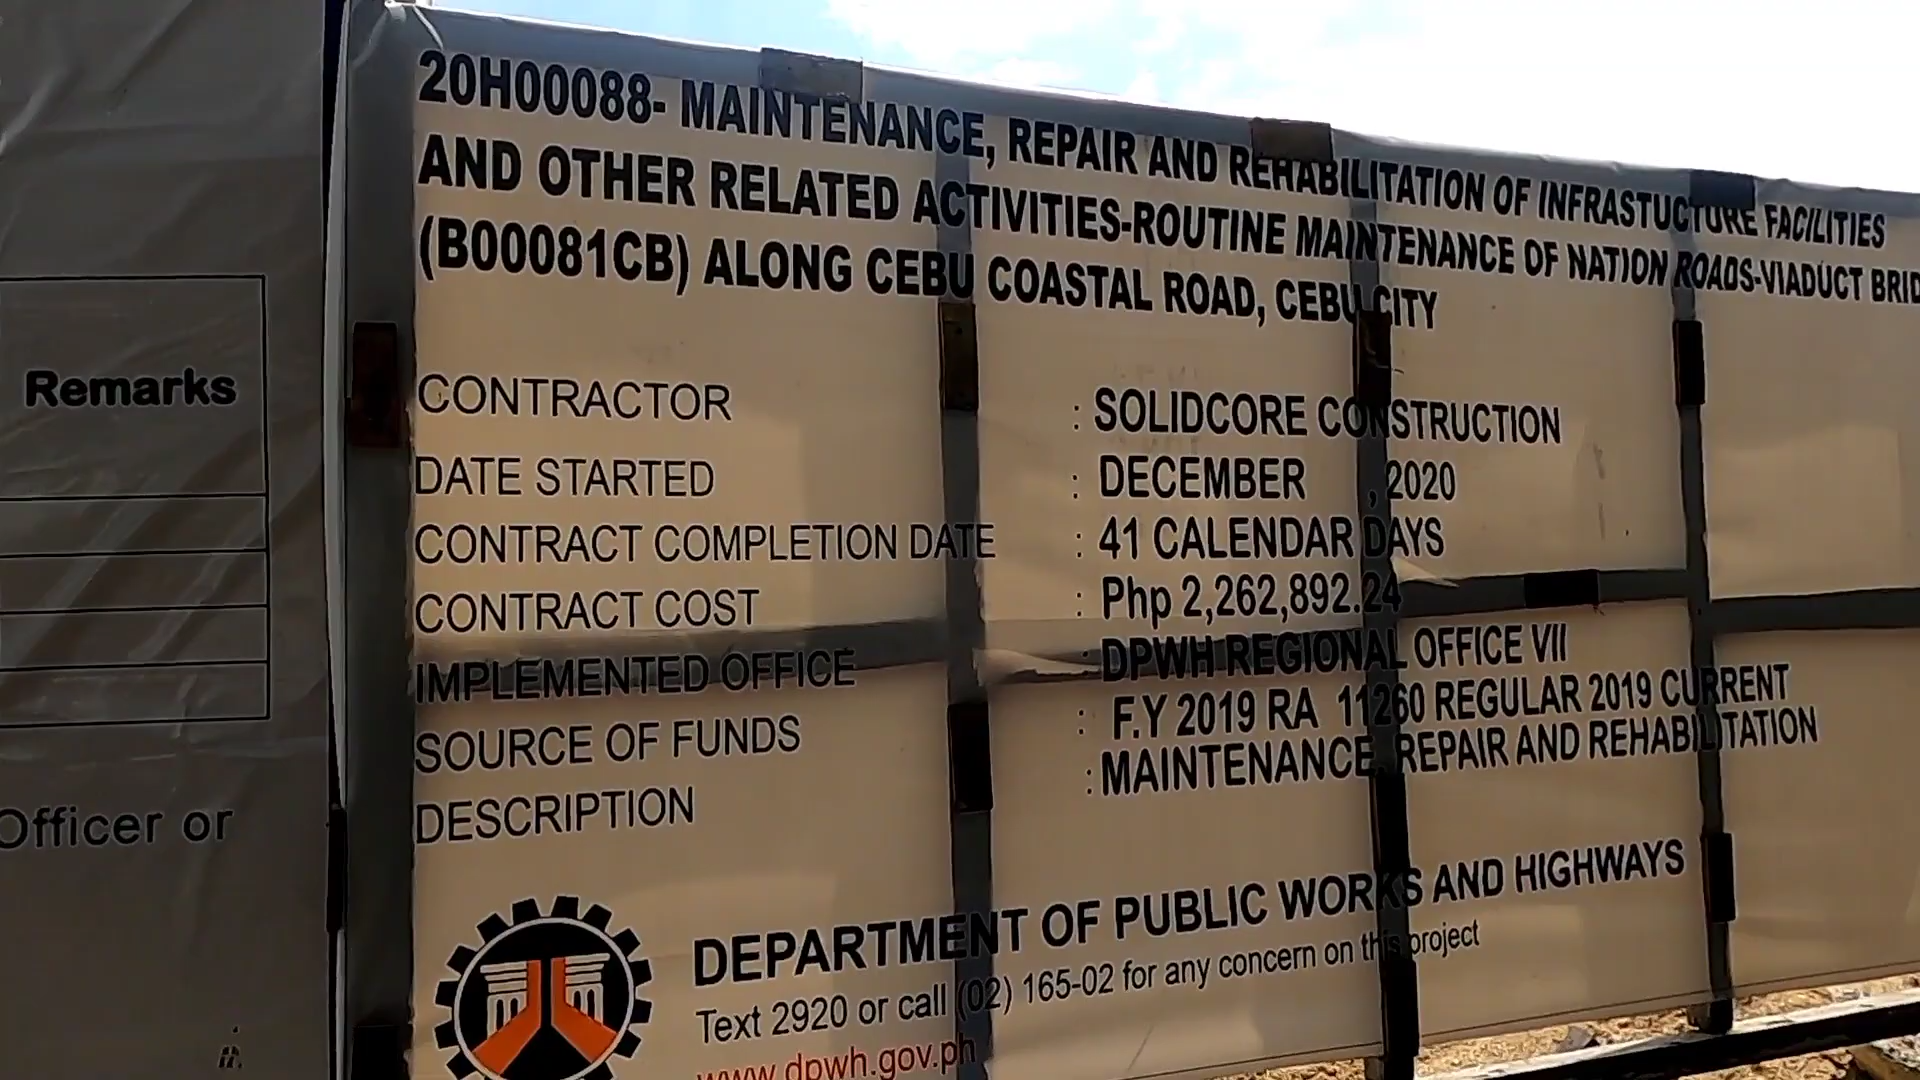 Remarks
Officer or
20H00088- MAINTENANCE, REPAIR AND REHABILITATION OF INFRASTUCTURE FACILITIES
AND OTHER RELATED ACTIVITIES-ROUTINE MAINTENANCE OF NATION ROADS-VIADUCT BRID
(B00081CB) ALONG CEBU COASTAL ROAD, CEBU CITY
CONTRACTOR : SOLIDCORE CONSTRUCTION
DATE STARTED : DECEMBER , 2020
CONTRACT COMPLETION DATE : 41 CALENDAR DAYS
CONTRACT COST : Php 2,262,892.24
IMPLEMENTED OFFICE : DPWH REGIONAL OFFICE VII
SOURCE OF FUNDS : F.Y 2019 RA 11260 REGULAR 2019 CURRENT
DESCRIPTION : MAINTENANCE, REPAIR AND REHABILITATION
DEPARTMENT OF PUBLIC WORKS AND HIGHWAYS
Text 2920 or call (02) 165-02 for any concern on this project
www.dpwh.gov.ph